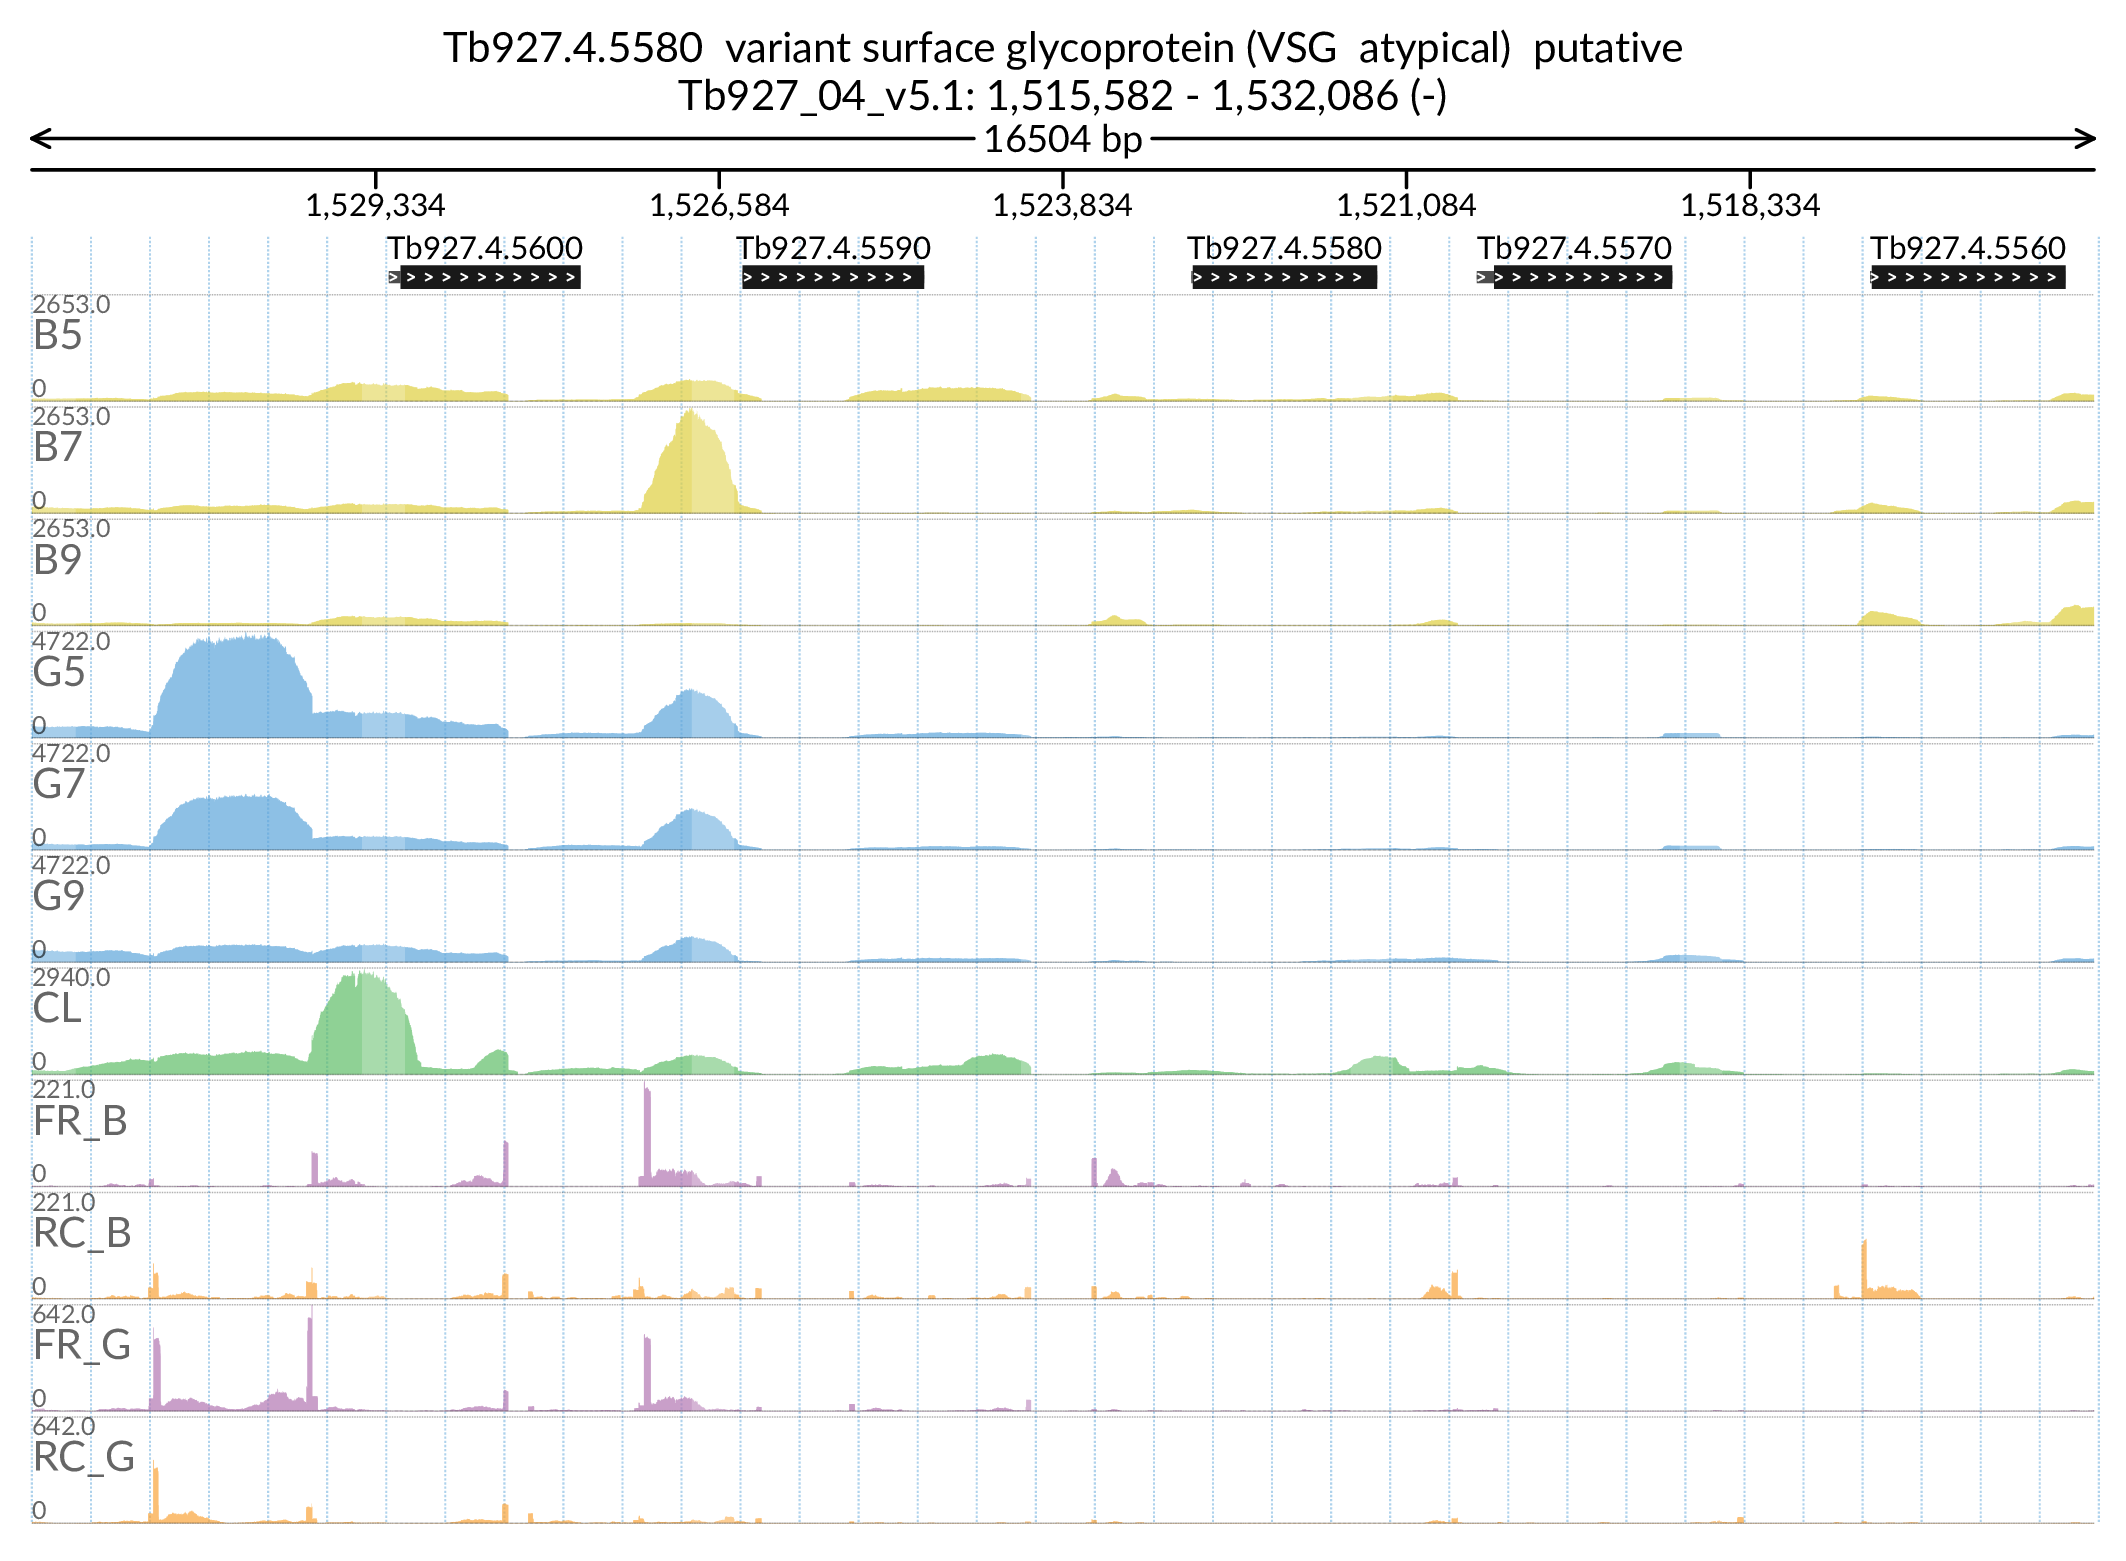 Tb927.4.5580  variant surface glycoprotein (VSG  atypical)  putative
Tb927_04_v5.1: 1,515,582 - 1,532,086 (-)
16504 bp
1,529,334 1,526,584 1,523,834 1,521,084 1,518,334
Tb927.4.5600 Tb927.4.5590 Tb927.4.5580 Tb927.4.5570 Tb927.4.5560
2653.0
B5
0
2653.0
B7
0
2653.0
B9
0
4722.0
G5
0
4722.0
G7
0
4722.0
G9
0
2940.0
CL
0
221.0
FR_B
0
221.0
RC_B
0
642.0
FR_G
0
642.0
RC_G
0